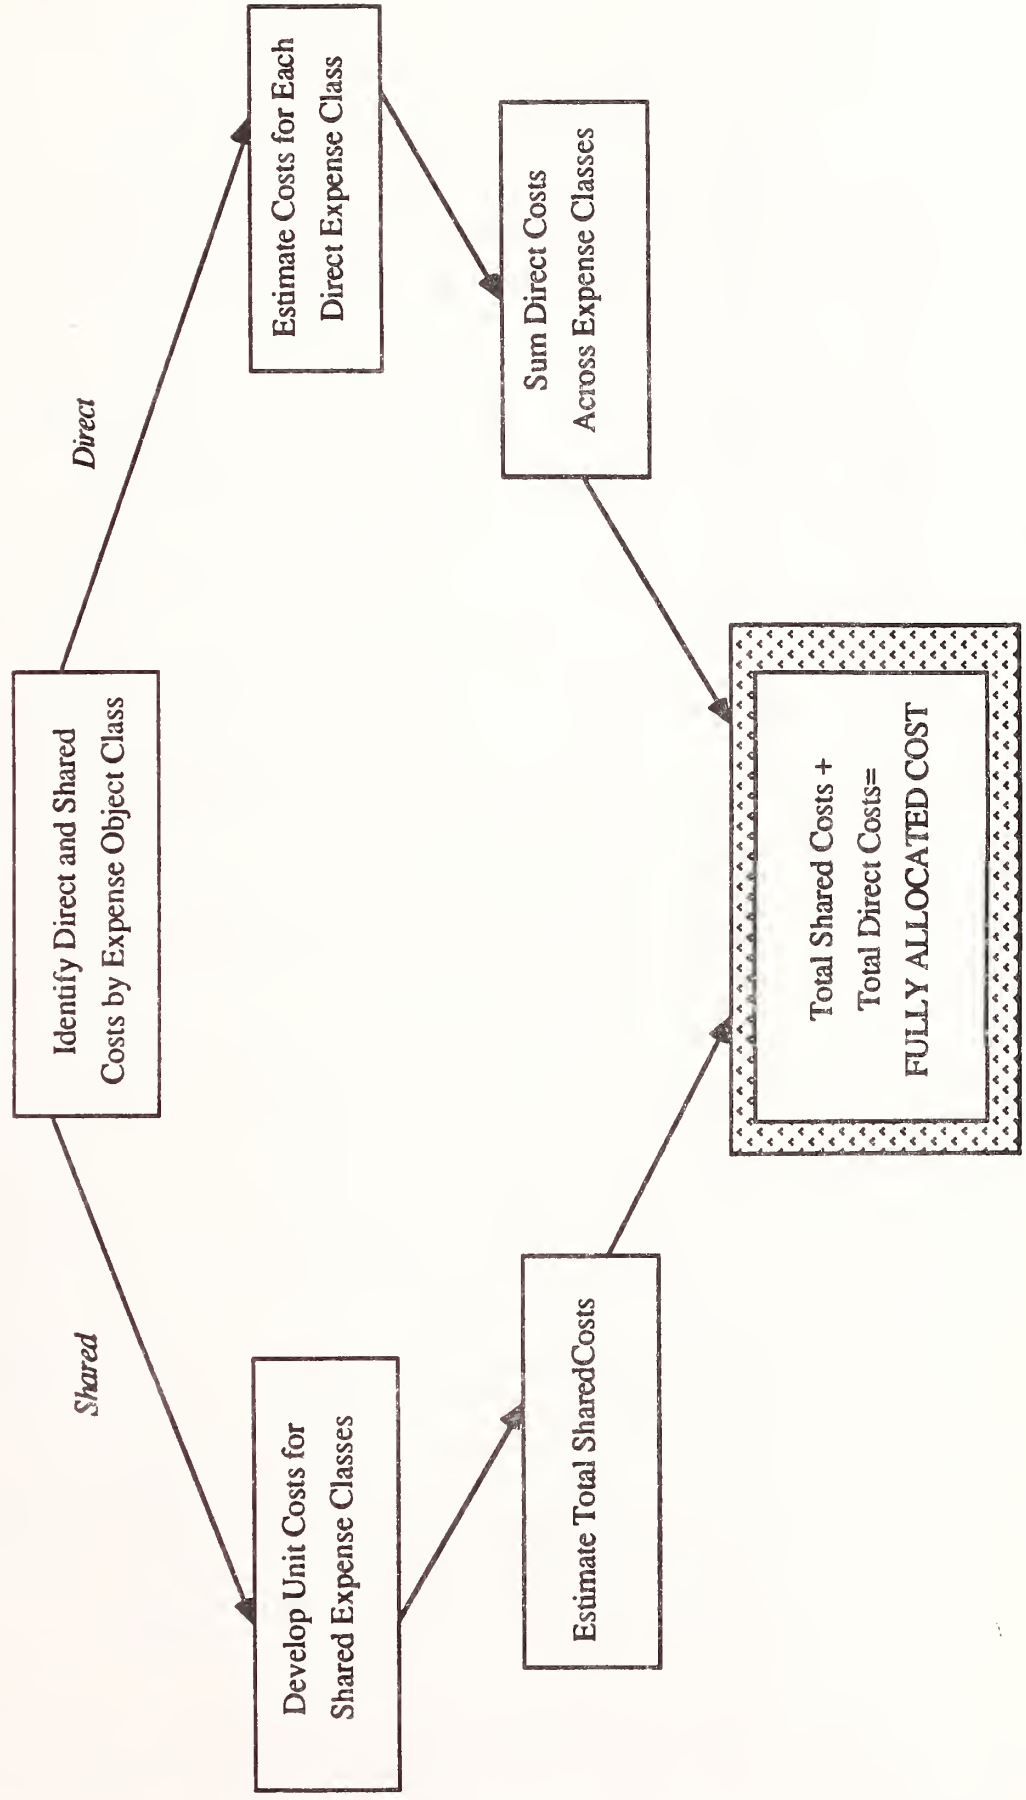 Identify Direct and Shared
Costs by Expense Object Class
Shared
Direct
Develop Unit Costs for
Shared Expense Classes
Estimate Costs for Each
Direct Expense Class
Estimate Total SharedCosts
Sum Direct Costs
Across Expense Classes
Total Shared Costs +
Total Direct Costs=
FULLY ALLOCATED COST